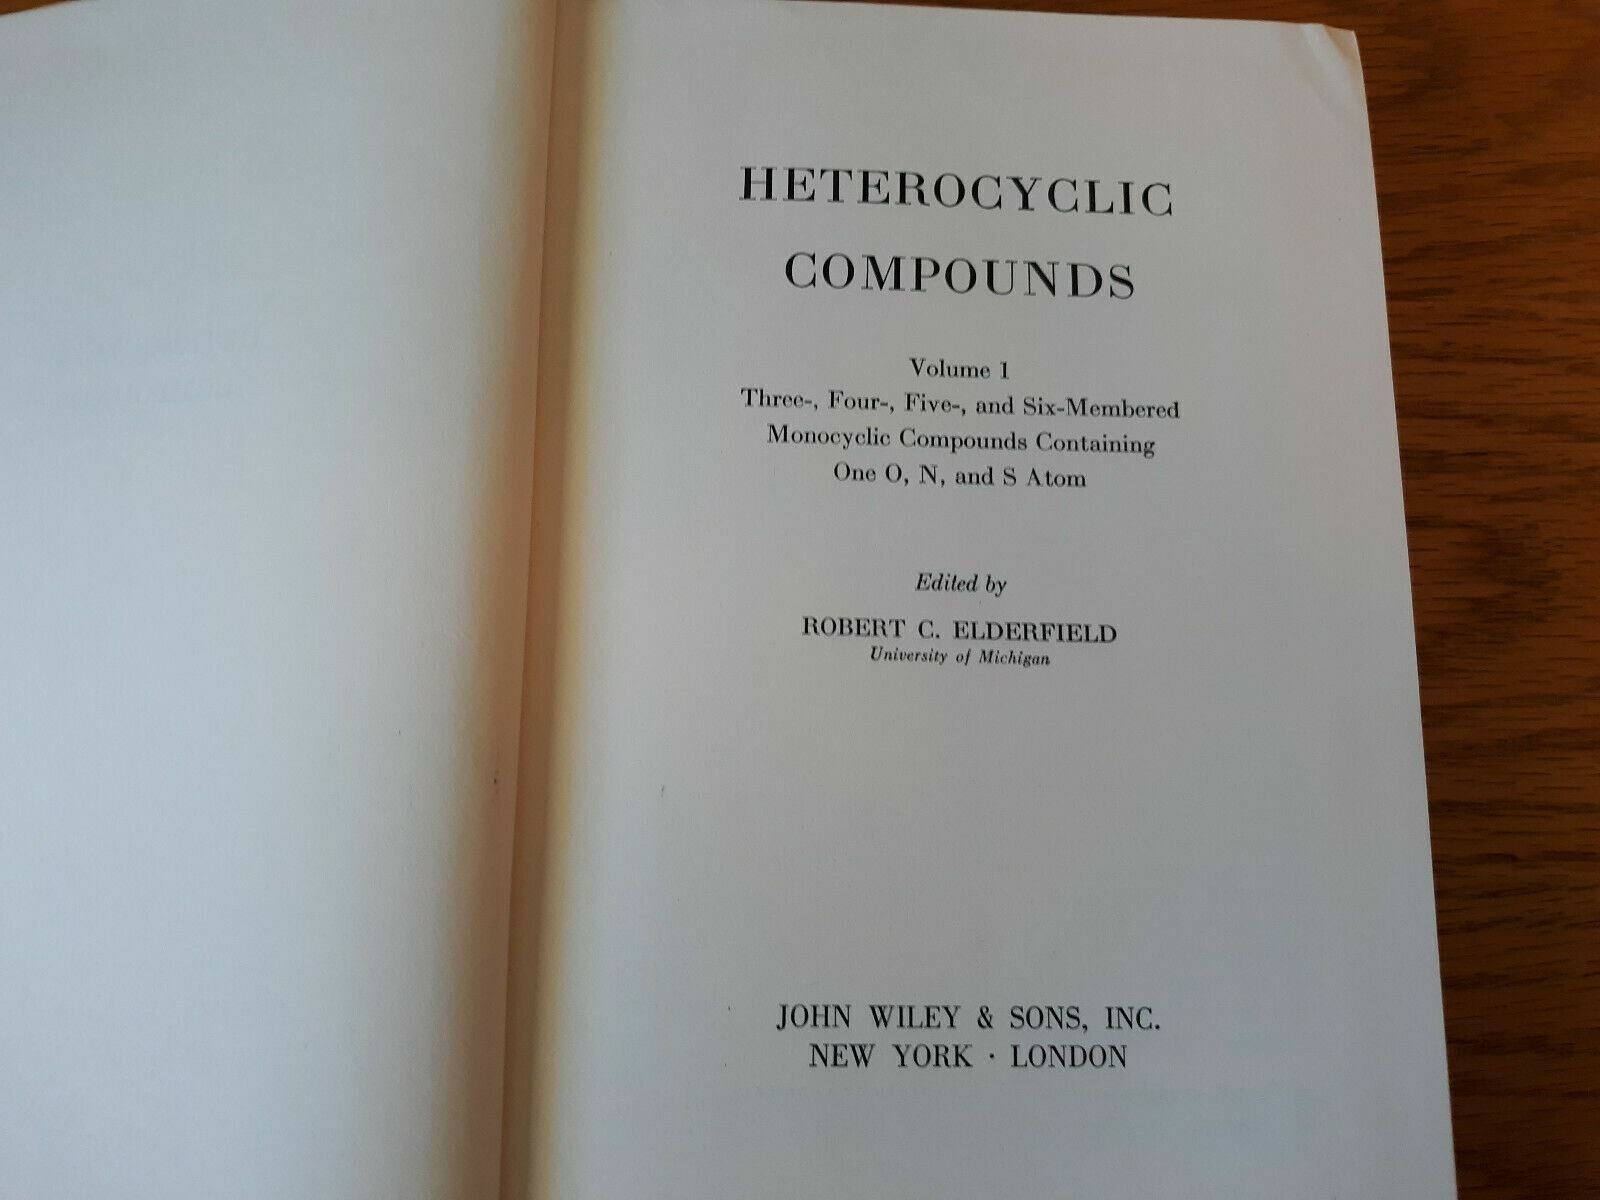 HETEROCYCLIC
COMPOUNDS
Volume 1
Three-, Four-, Five-, and Six-Membered
Monocyclic Compounds Containing
One O, N, and S Atom
Edited by
ROBERT C. ELDERFIELD
University of Michigan
JOHN WILEY & SONS, INC.
NEW YORK · LONDON